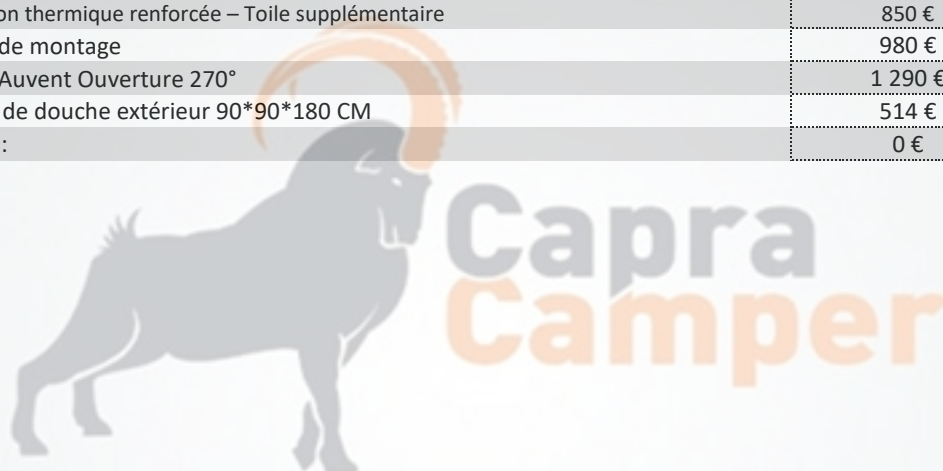 on thermique renforcée – Toile supplémentaire 850 €
de montage 980 €
Auvent Ouverture 270° 1 290 €
de douche extérieur 90*90*180 CM 514 €
: 0 €
Capra
Camper